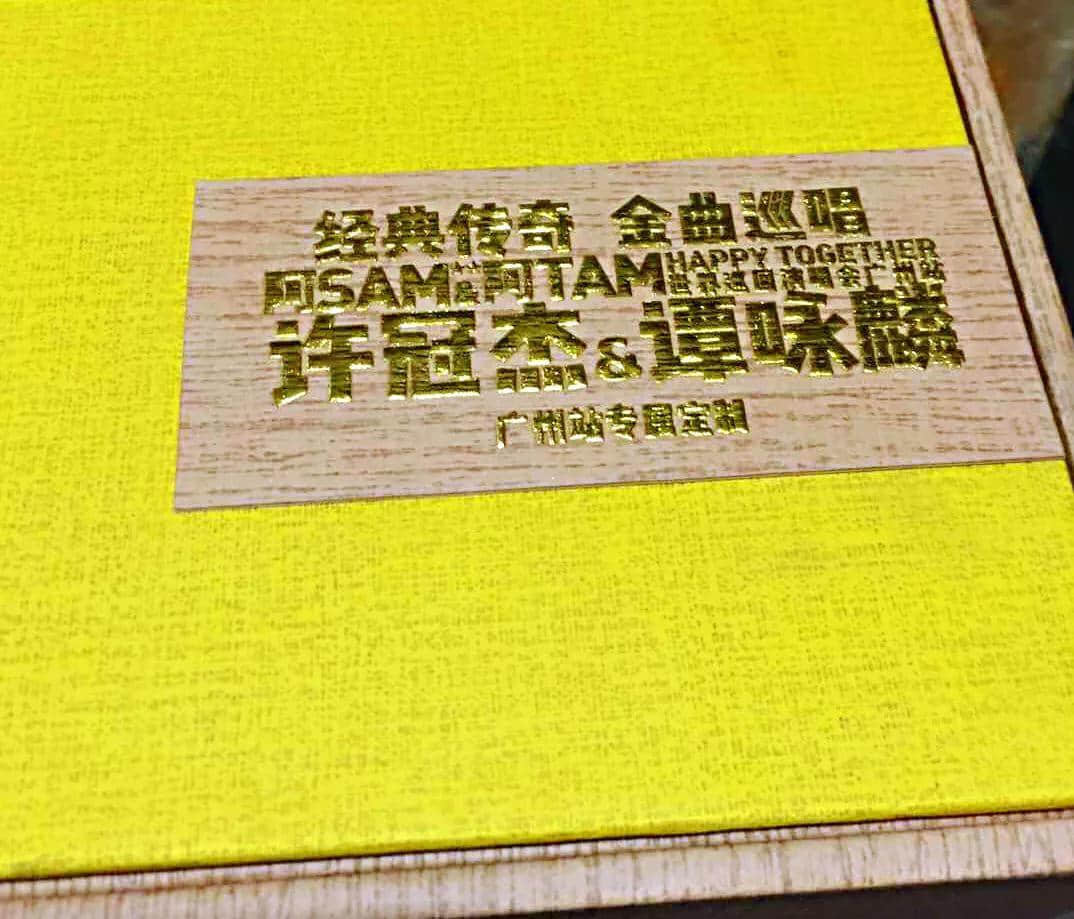 经典传奇 金曲巡唱
阿SAM & 阿TAM HAPPY TOGETHER
世界巡回演唱会广州站
许冠杰&谭咏麟
广州站专属定制